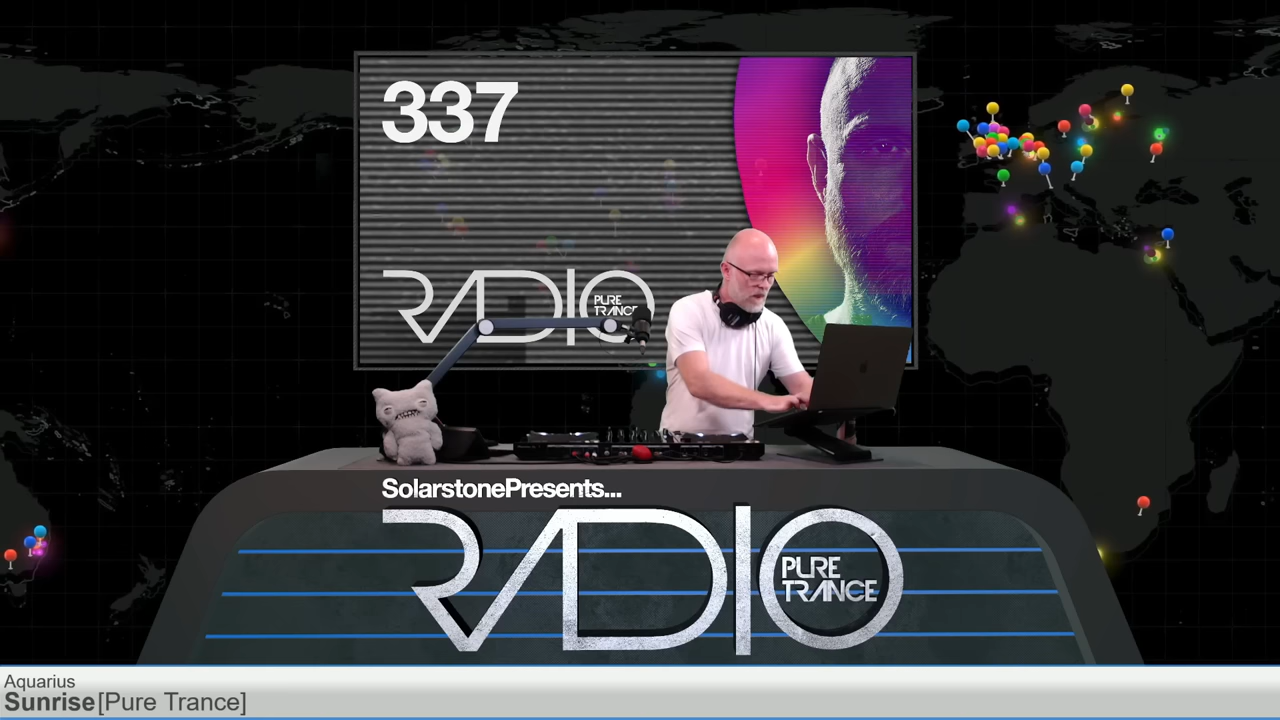 337
RADIO
PURE
TRANCE
SolarstonePresents...
RADIO
PURE
TRANCE
Aquarius
Sunrise[Pure Trance]